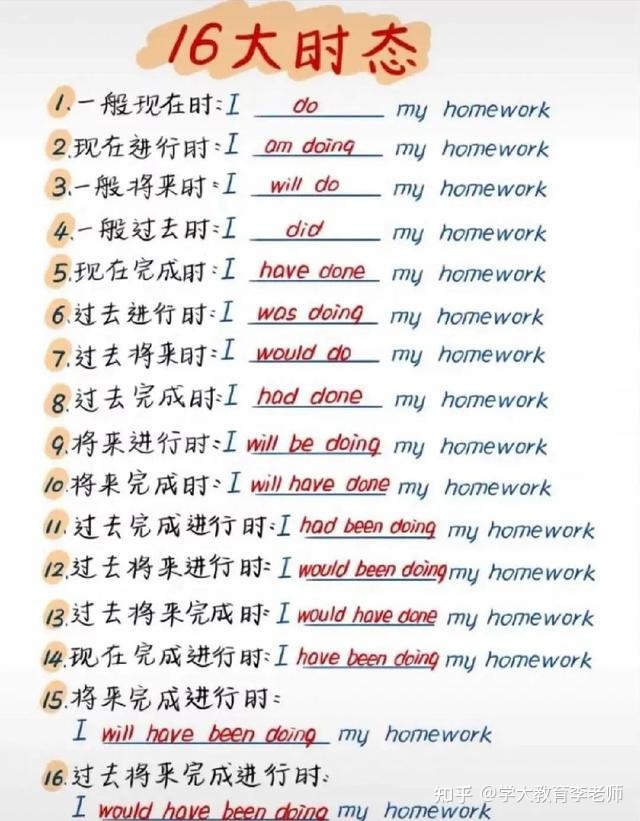 16大时态
1.一般现在时:I do my homework
2.现在进行时:I am doing my homework
3.一般将来时:I will do my homework
4.一般过去时:I did my homework
5.现在完成时:I have done my homework
6.过去进行时:I was doing my homework
7.过去将来时:I would do my homework
8.过去完成时:I had done my homework
9.将来进行时:I will be doing my homework
10.将来完成时:I will have done my homework
11.过去完成进行时:I had been doing my homework
12.过去将来进行时:I would been doing my homework
13.过去将来完成时:I would have done my homework
14.现在完成进行时:I have been doing my homework
15.将来完成进行时:
I will have been doing my homework
16.过去将来完成进行时:
I would have been doing my homework
知乎 @学大教育李老师